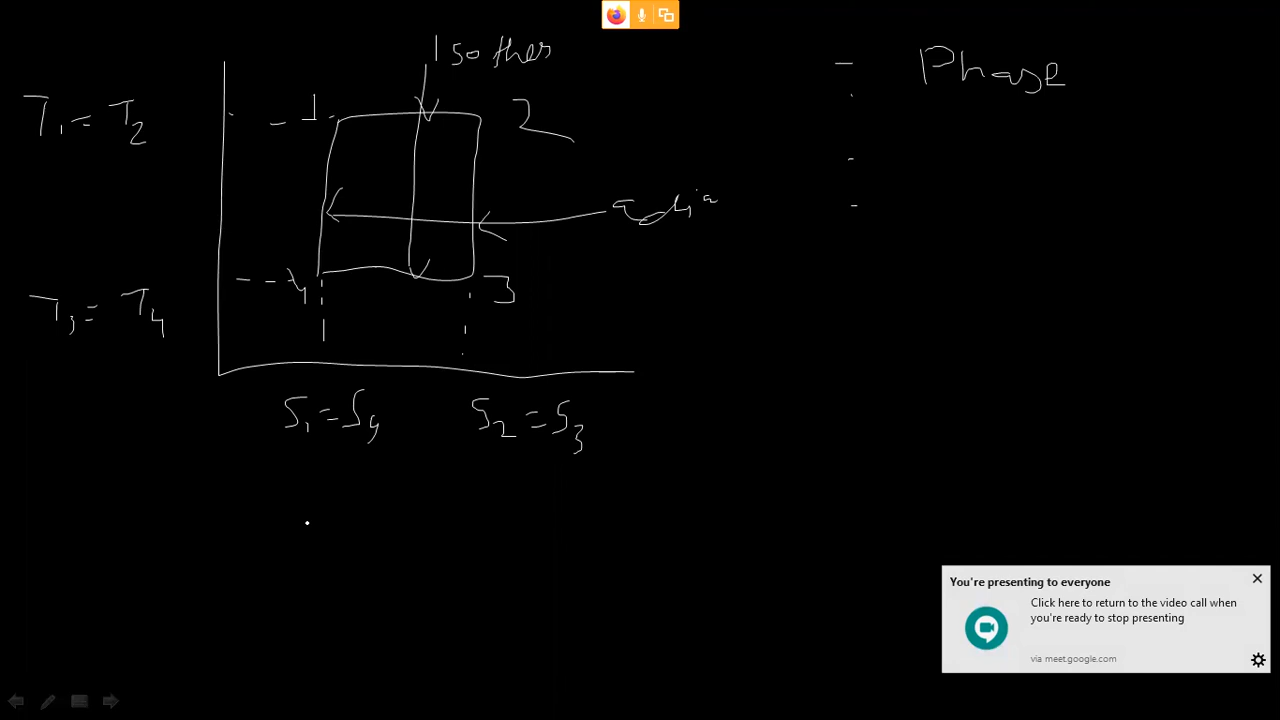 Isother
Phase
T1 = T2
1
2
adia
4
3
T3 = T4
S1 = S4
S2 = S3
You're presenting to everyone
Click here to return to the video call when
you're ready to stop presenting
via meet.google.com